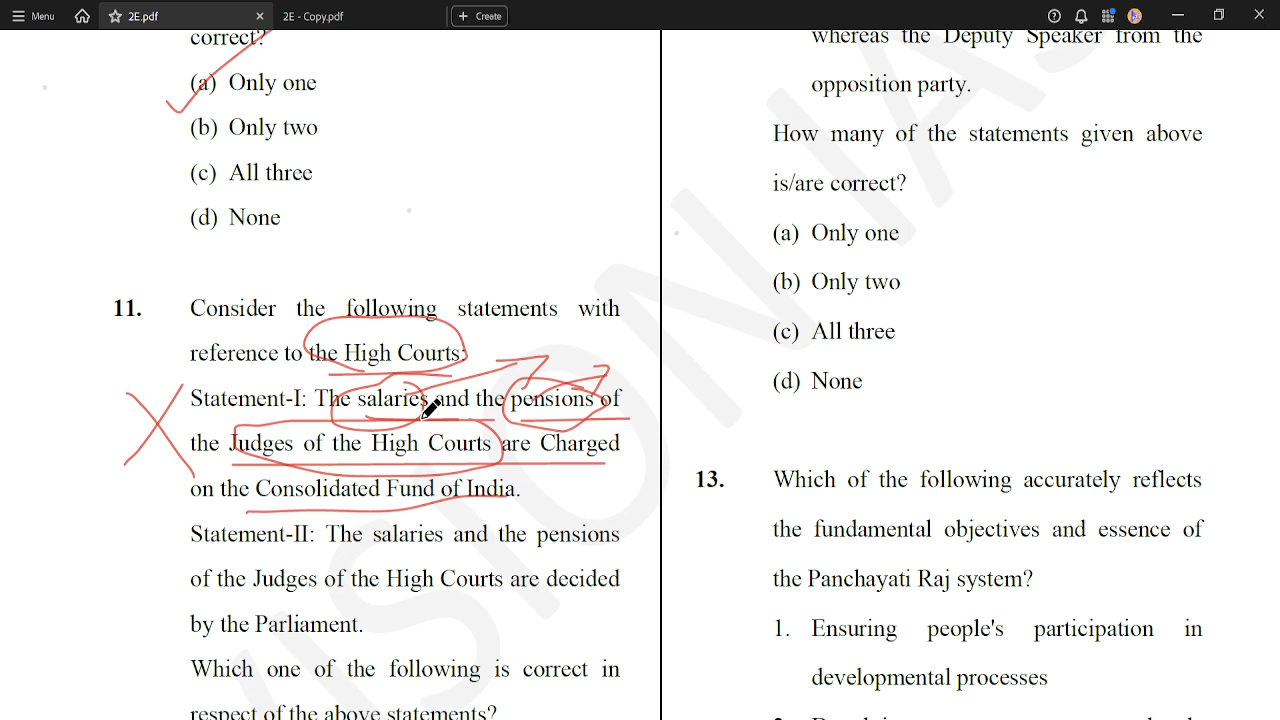 Menu
2E.pdf
2E - Copy.pdf
Create
correct?
(a) Only one
(b) Only two
(c) All three
(d) None
11. Consider the following statements with
reference to the High Courts:
Statement-I: The salaries and the pensions of
the Judges of the High Courts are Charged
on the Consolidated Fund of India.
Statement-II: The salaries and the pensions
of the Judges of the High Courts are decided
by the Parliament.
Which one of the following is correct in
respect of the above statements?
whereas the Deputy Speaker from the
opposition party.
How many of the statements given above
is/are correct?
(a) Only one
(b) Only two
(c) All three
(d) None
13. Which of the following accurately reflects
the fundamental objectives and essence of
the Panchayati Raj system?
1. Ensuring people's participation in
developmental processes
VISION IAS